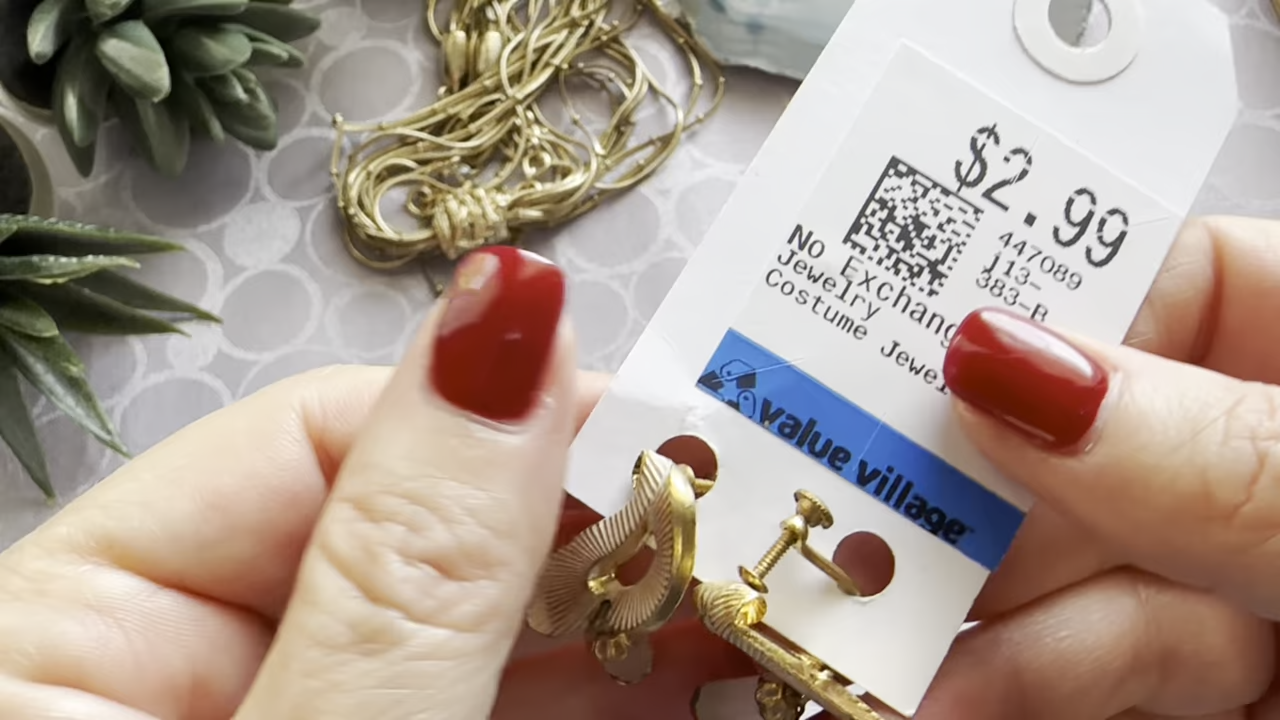 $2.99
447089
113-
383-B
No Exchang
Jewelry
Costume Jewel
value village